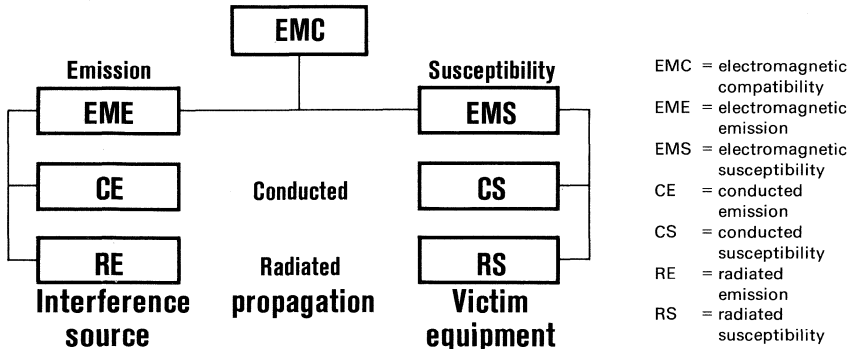 EMC
Emission
Susceptibility
EME
EMS
CE
Conducted
CS
RE
Radiated
RS
Interference
source
propagation
Victim
equipment
EMC = electromagnetic
compatibility
EME = electromagnetic
emission
EMS = electromagnetic
susceptibility
CE = conducted
emission
CS = conducted
susceptibility
RE = radiated
emission
RS = radiated
susceptibility